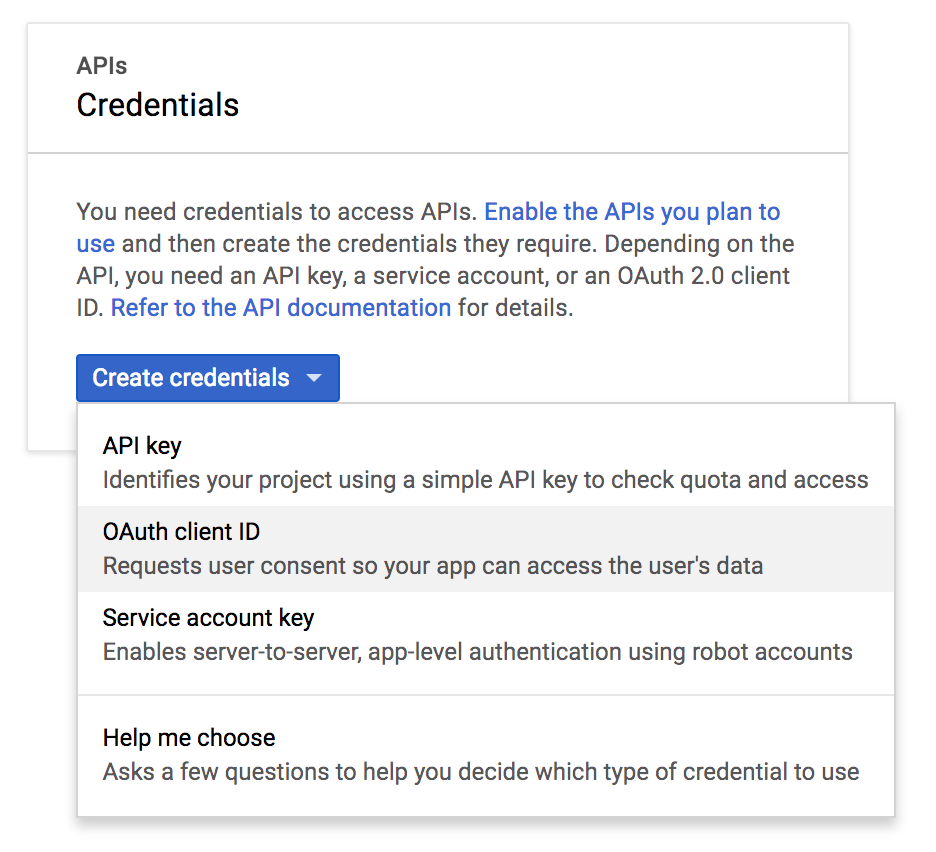 APIs
Credentials
You need credentials to access APIs. Enable the APIs you plan to
use and then create the credentials they require. Depending on the
API, you need an API key, a service account, or an OAuth 2.0 client
ID. Refer to the API documentation for details.
Create credentials
API key
Identifies your project using a simple API key to check quota and access
OAuth client ID
Requests user consent so your app can access the user's data
Service account key
Enables server-to-server, app-level authentication using robot accounts
Help me choose
Asks a few questions to help you decide which type of credential to use